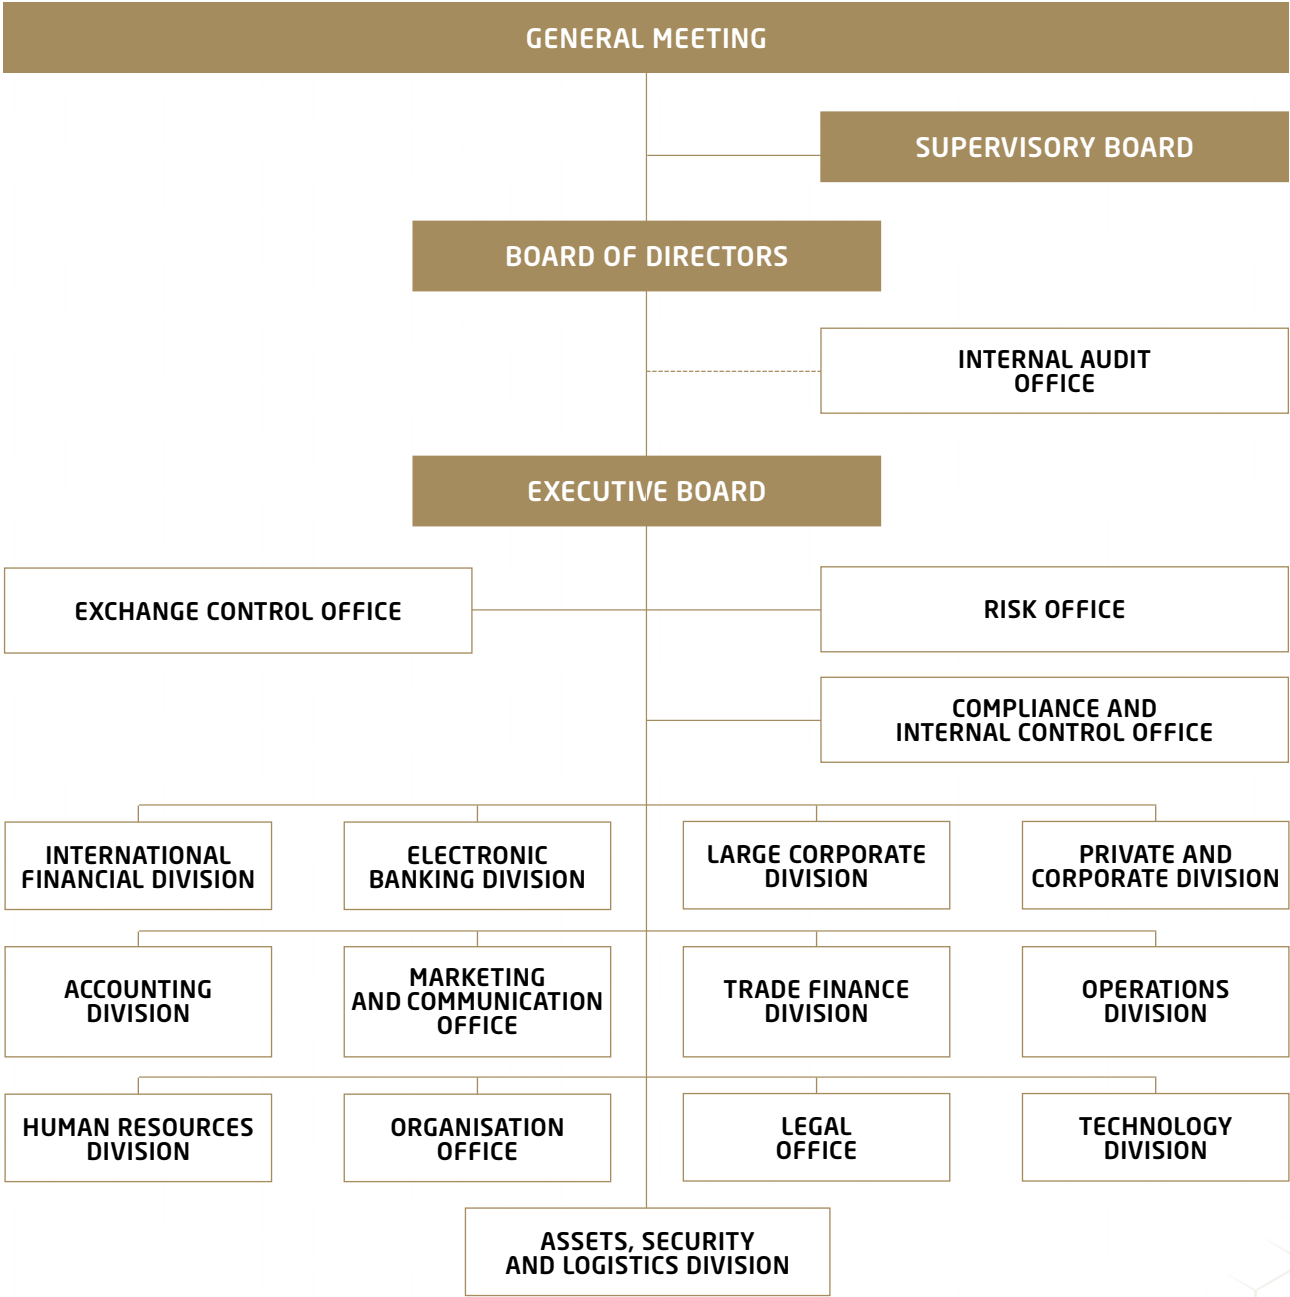 GENERAL MEETING
SUPERVISORY BOARD
BOARD OF DIRECTORS
INTERNAL AUDIT
OFFICE
EXECUTIVE BOARD
EXCHANGE CONTROL OFFICE
RISK OFFICE
COMPLIANCE AND
INTERNAL CONTROL OFFICE
INTERNATIONAL
FINANCIAL DIVISION
ELECTRONIC
BANKING DIVISION
LARGE CORPORATE
DIVISION
PRIVATE AND
CORPORATE DIVISION
ACCOUNTING
DIVISION
MARKETING
AND COMMUNICATION
OFFICE
TRADE FINANCE
DIVISION
OPERATIONS
DIVISION
HUMAN RESOURCES
DIVISION
ORGANISATION
OFFICE
LEGAL
OFFICE
TECHNOLOGY
DIVISION
ASSETS, SECURITY
AND LOGISTICS DIVISION